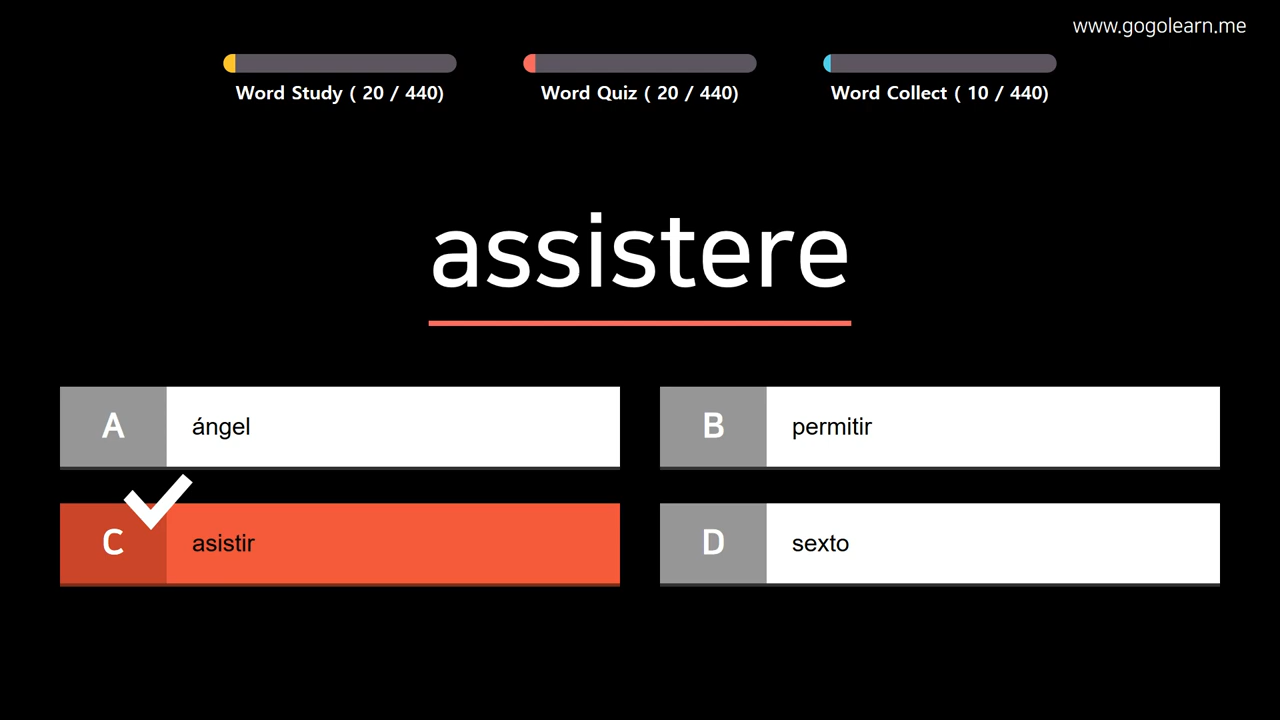 www.gogolearn.me
Word Study ( 20 / 440)
Word Quiz ( 20 / 440)
Word Collect ( 10 / 440)
assistere
A ángel
B permitir
C asistir
D sexto